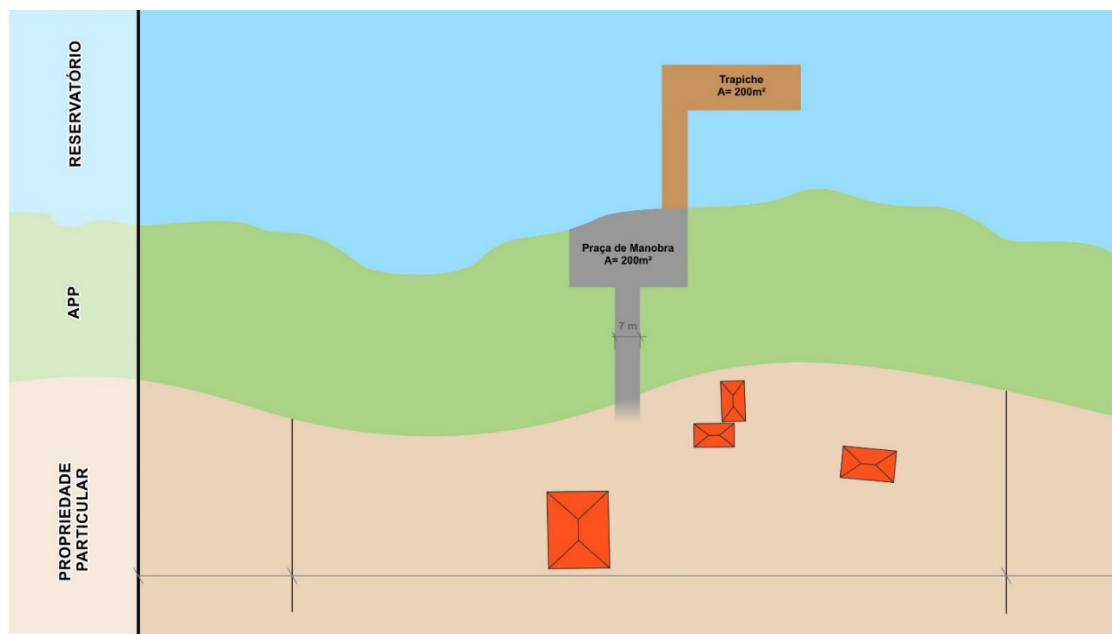 RESERVATÓRIO
Trapiche
A= 200m²
Praça de Manobra
A= 200m²
APP
7 m
PROPRIEDADE
PARTICULAR